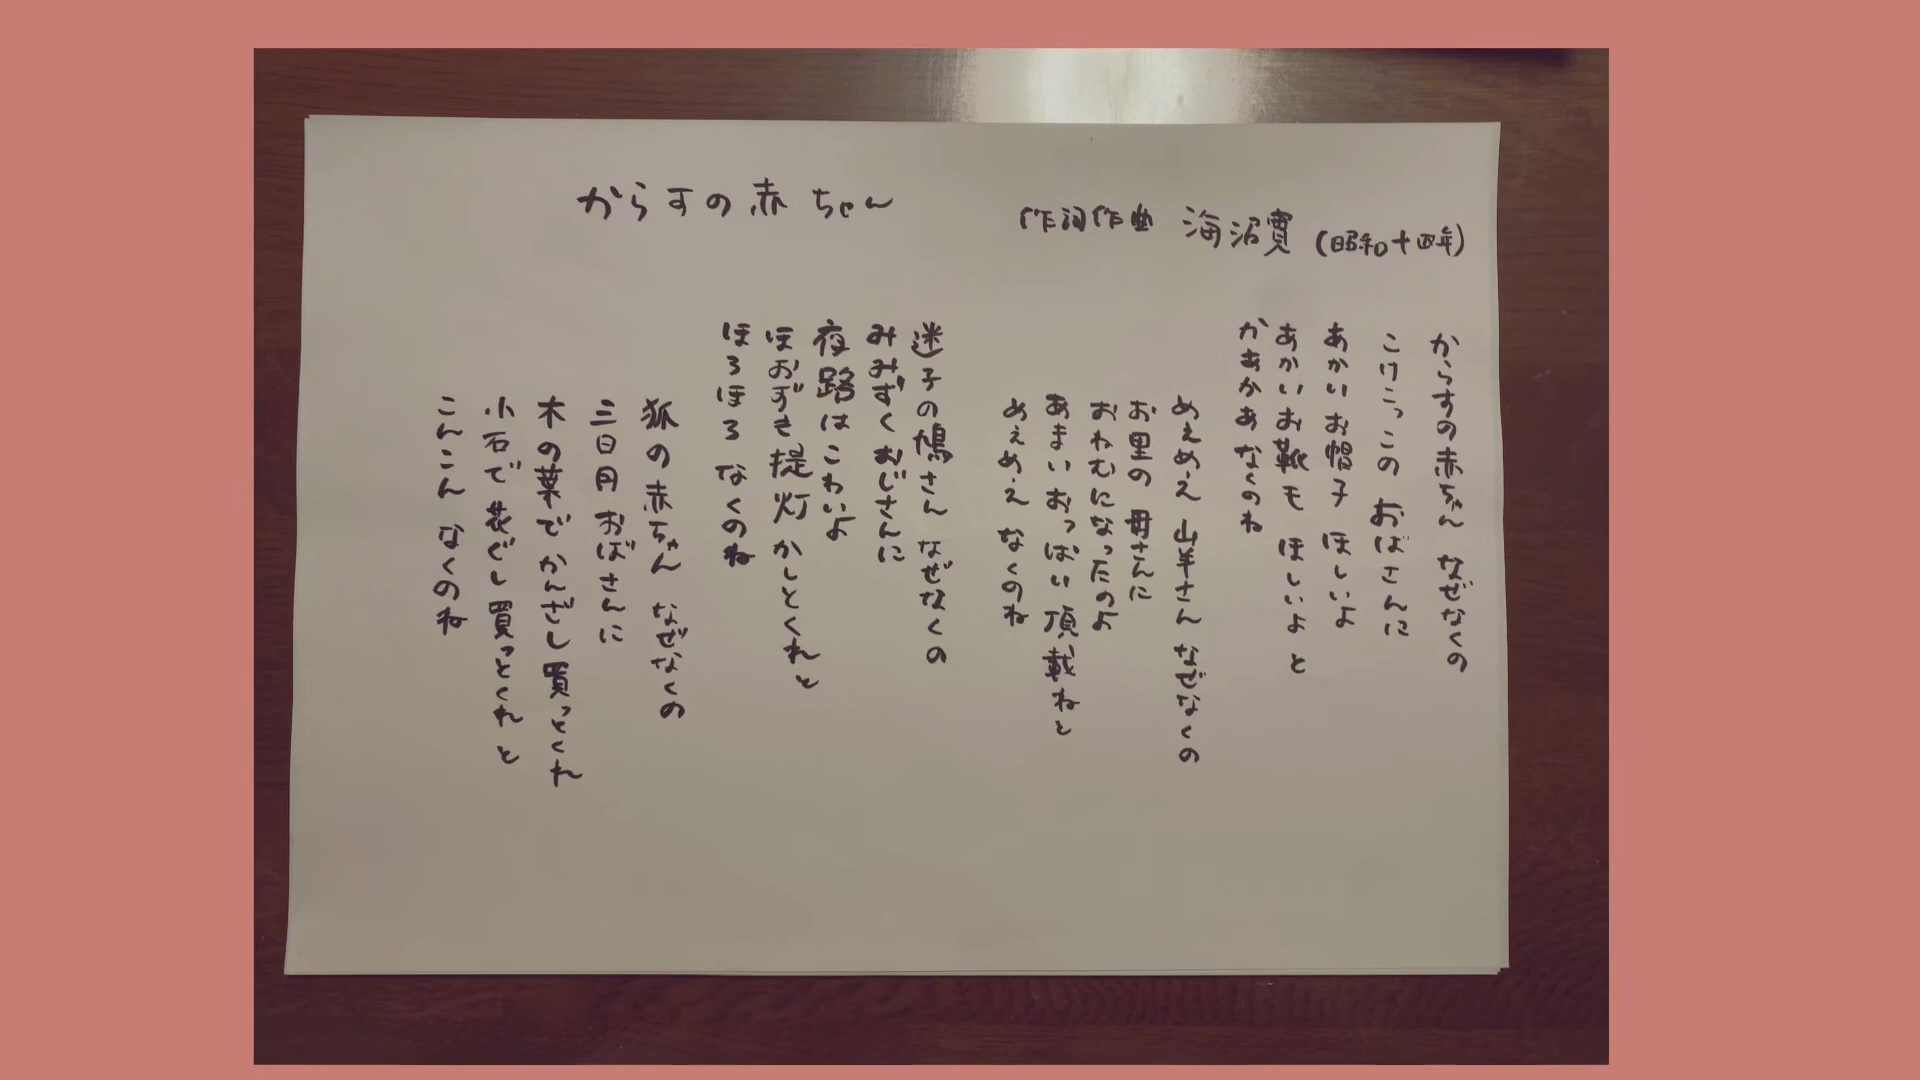 からすの赤ちゃん
作詞作曲 海沼實(昭和十四年)
からすの赤ちゃん なぜなくの
こけこっこの おばさんに
あかい お帽子 ほしいよ
あかいお靴も ほしいよ と
かあかあなくのね
めぇめぇ 山羊さん なぜなくの
お里の 母さんに
おねむになったのよ
あまい おっぱい 頂戴ねと
めぇめぇ なくのね
迷子の鳩さん なぜなくの
みみずくおじさんに
夜路はこわいよ
ほおずき提灯 かしとくれと
ほろほろ なくのね
狐の赤ちゃん なぜなくの
三日月 おばさんに
木の葉で かんざし買っとくれ
小石で 花ぐし買っとくれ と
こんこん なくのね